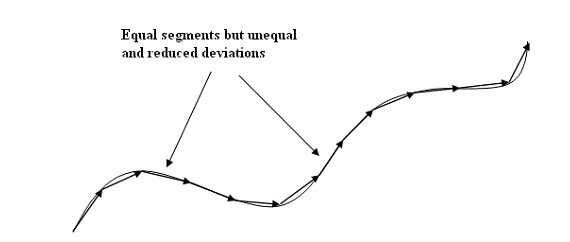 Equal segments but unequal
and reduced deviations